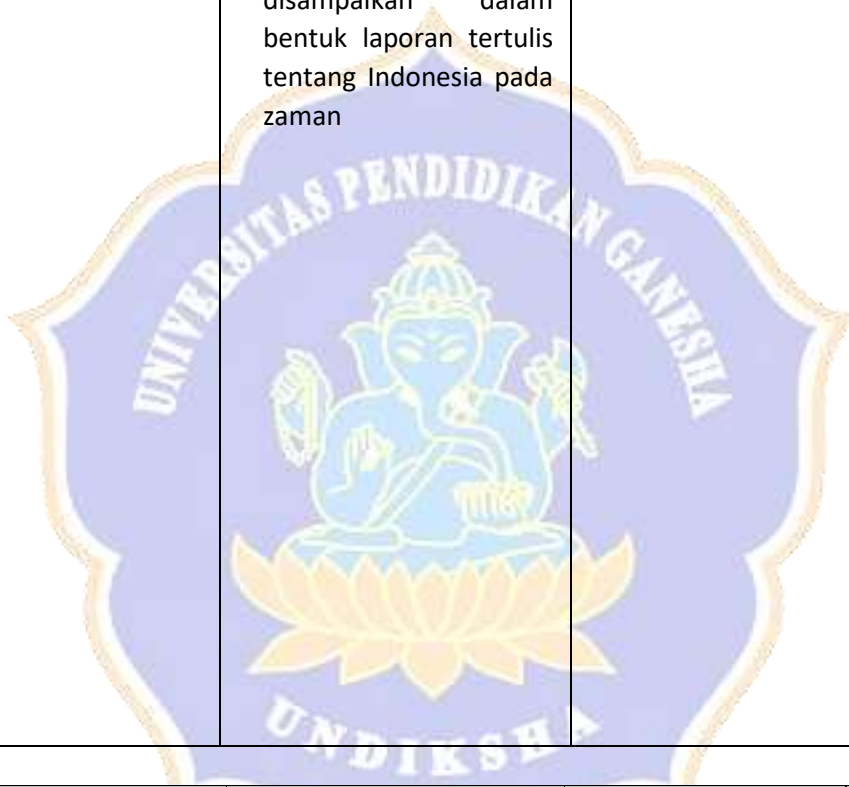 disampaikan dalam
bentuk laporan tertulis
tentang Indonesia pada
zaman
UNIVERSITAS PENDIDIKAN GANESHA
UNDIKSHA